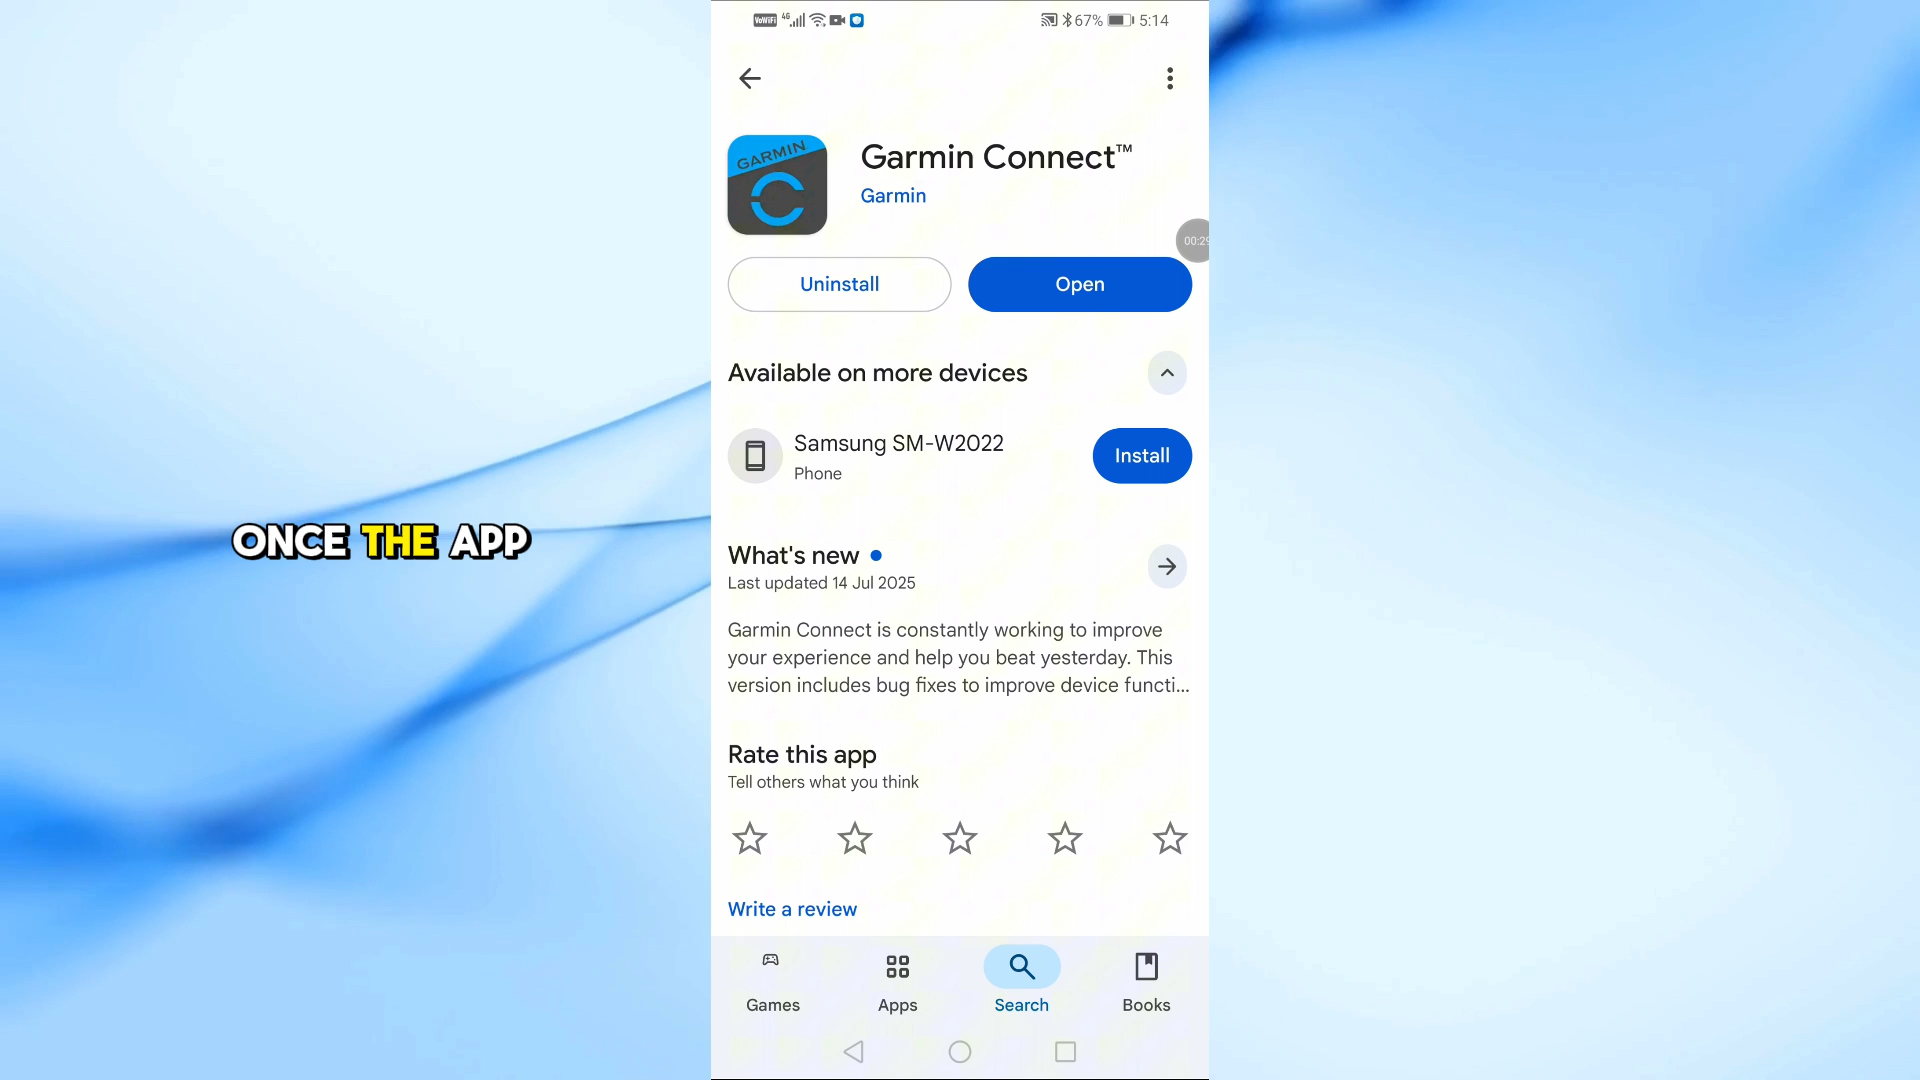 VoWiFi 4G 67% 5:14
GARMIN
Garmin Connect™
Garmin
00:29
Uninstall
Open
Available on more devices
Samsung SM-W2022
Phone
Install
ONCE THE APP
What's new
Last updated 14 Jul 2025
Garmin Connect is constantly working to improve
your experience and help you beat yesterday. This
version includes bug fixes to improve device functi...
Rate this app
Tell others what you think
Write a review
Games
Apps
Search
Books